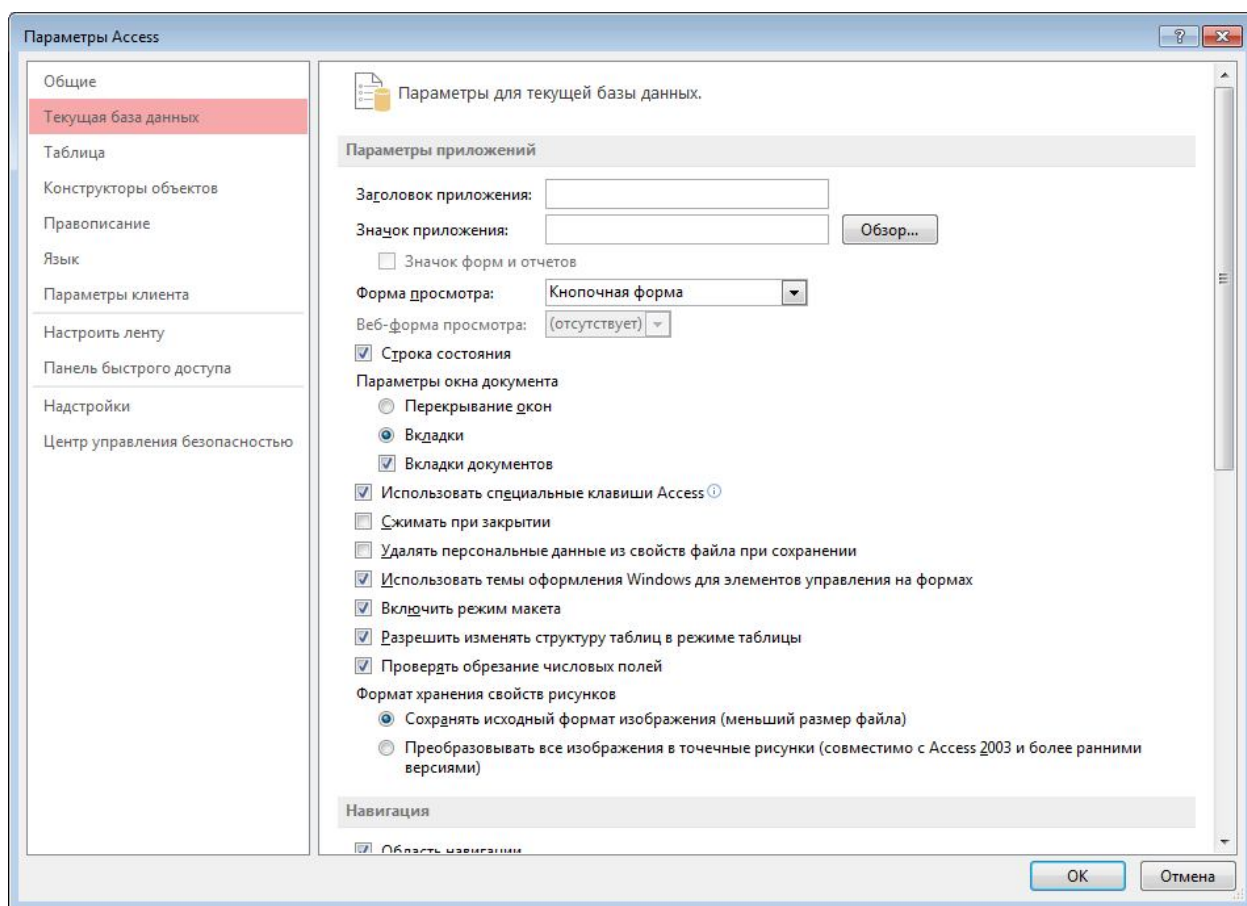 Параметры Access
Общие
Текущая база данных
Таблица
Конструкторы объектов
Правописание
Язык
Параметры клиента
Настроить ленту
Панель быстрого доступа
Надстройки
Центр управления безопасностью
Параметры для текущей базы данных.
Параметры приложений
Заголовок приложения:
Значок приложения:
Обзор...
Значок форм и отчетов
Форма просмотра:
Кнопочная форма
Веб-форма просмотра:
(отсутствует)
Строка состояния
Параметры окна документа
Перекрывание окон
Вкладки
Вкладки документов
Использовать специальные клавиши Access
Сжимать при закрытии
Удалять персональные данные из свойств файла при сохранении
Использовать темы оформления Windows для элементов управления на формах
Включить режим макета
Разрешить изменять структуру таблиц в режиме таблицы
Проверять обрезание числовых полей
Формат хранения свойств рисунков
Сохранять исходный формат изображения (меньший размер файла)
Преобразовывать все изображения в точечные рисунки (совместимо с Access 2003 и более ранними
версиями)
Навигация
Область навигации
OK
Отмена